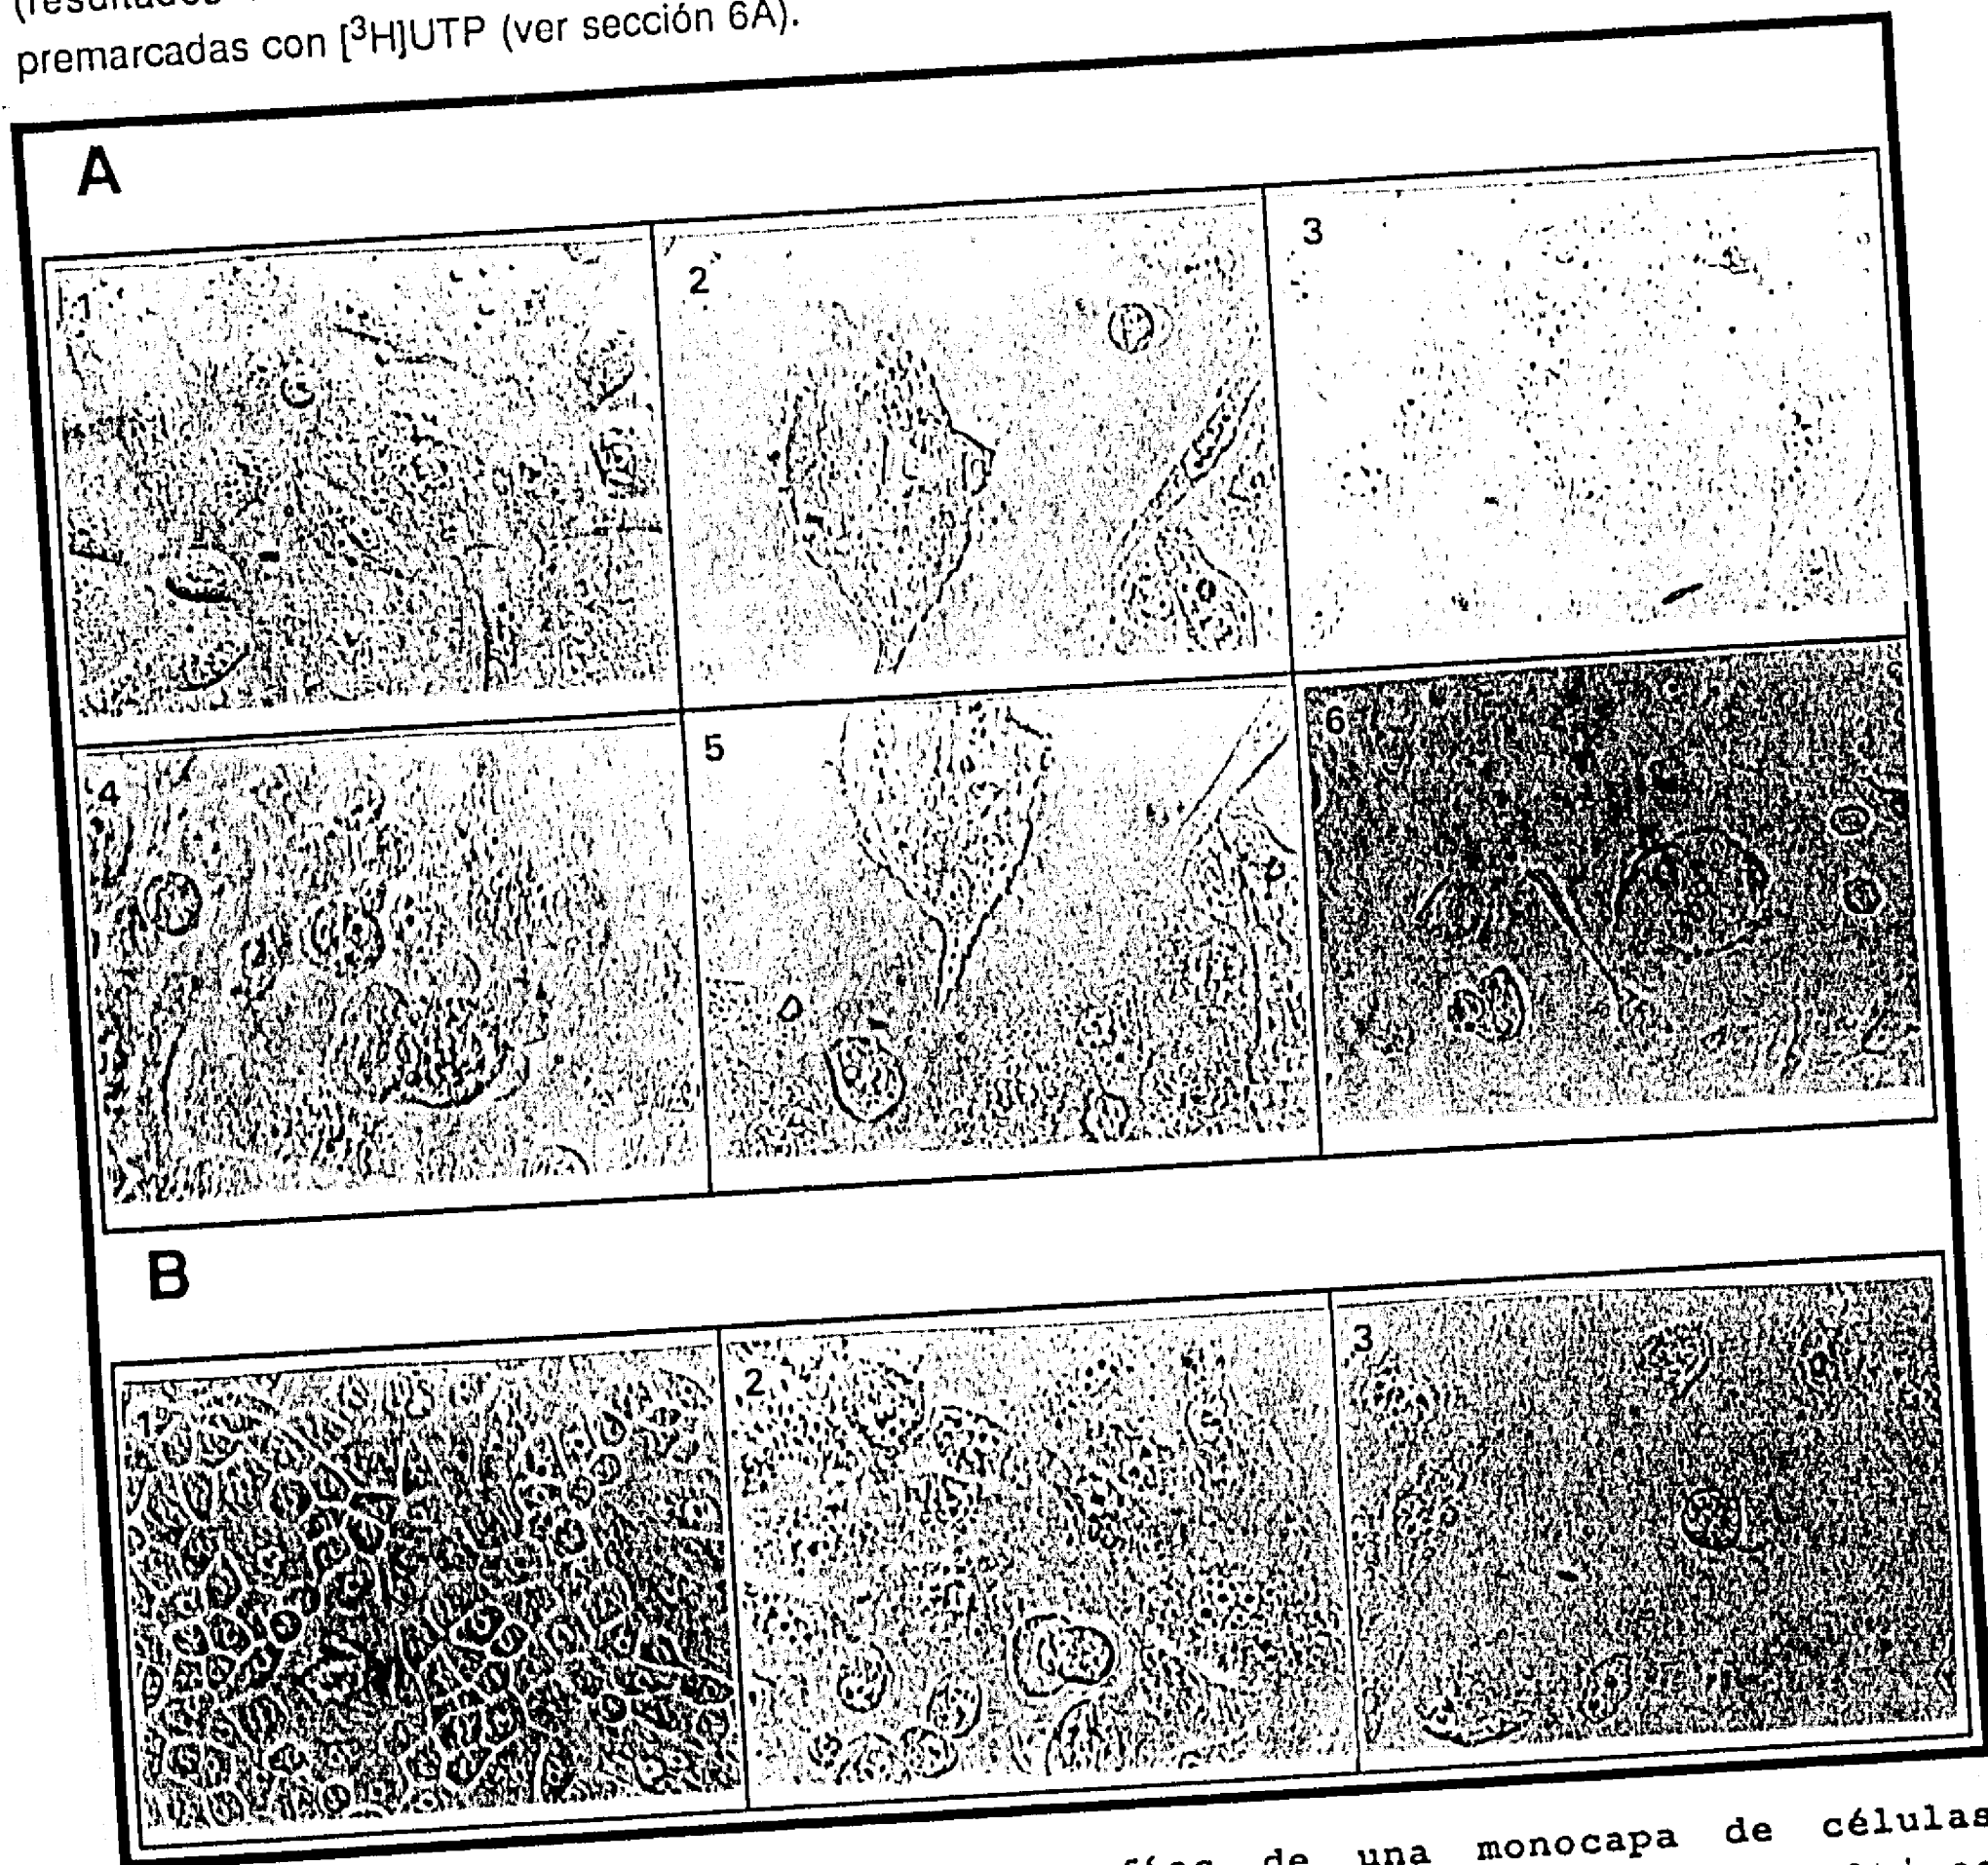 (resultados
premarcadas con [³H]UTP (ver sección 6A).
A
1
2
3
4
5
6
B
1
2
3
de una monocapa de células